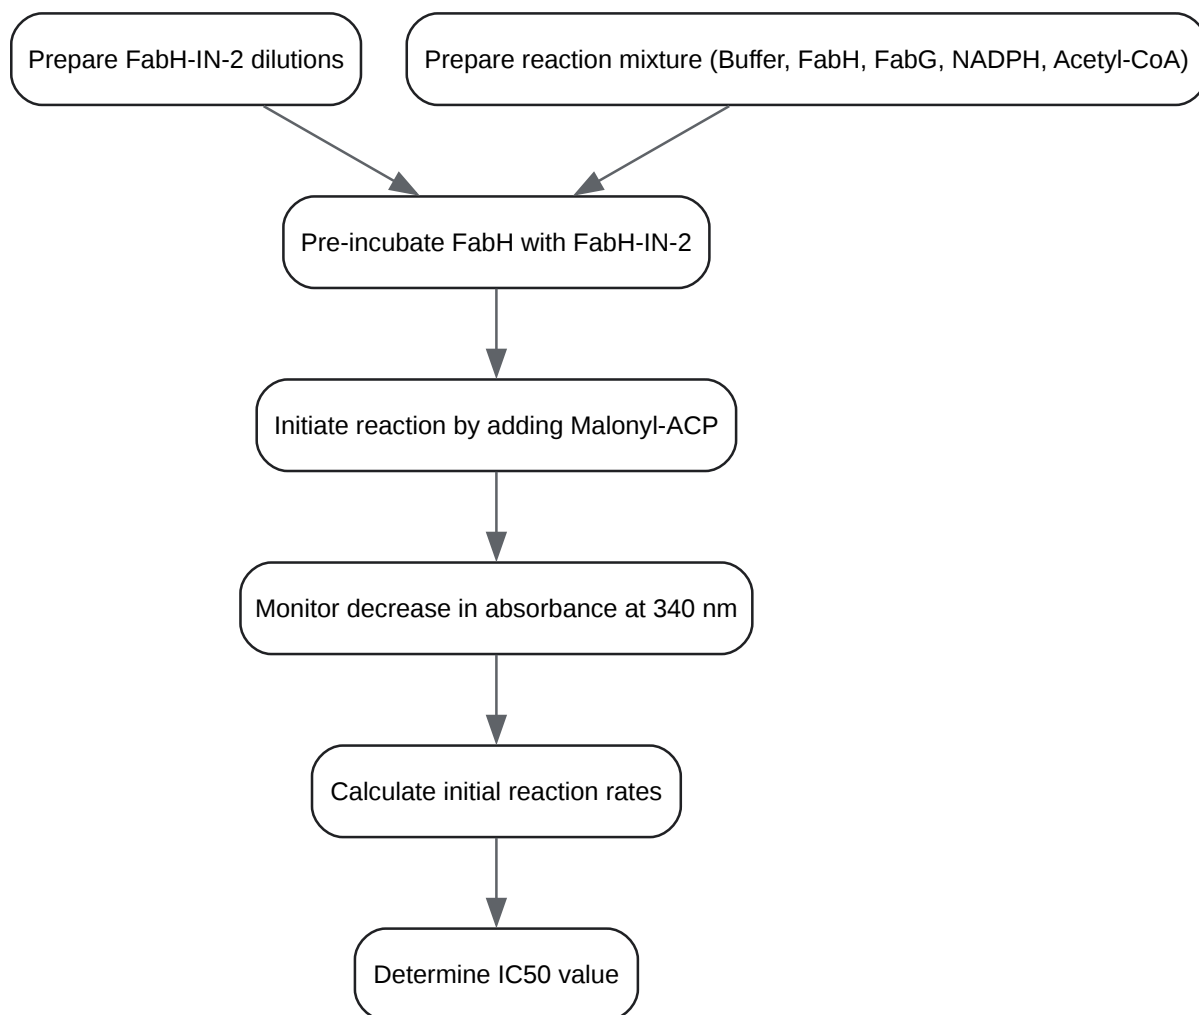 Prepare FabH-IN-2 dilutions
Prepare reaction mixture (Buffer, FabH, FabG, NADPH, Acetyl-CoA)
Pre-incubate FabH with FabH-IN-2
Initiate reaction by adding Malonyl-ACP
Monitor decrease in absorbance at 340 nm
Calculate initial reaction rates
Determine IC50 value